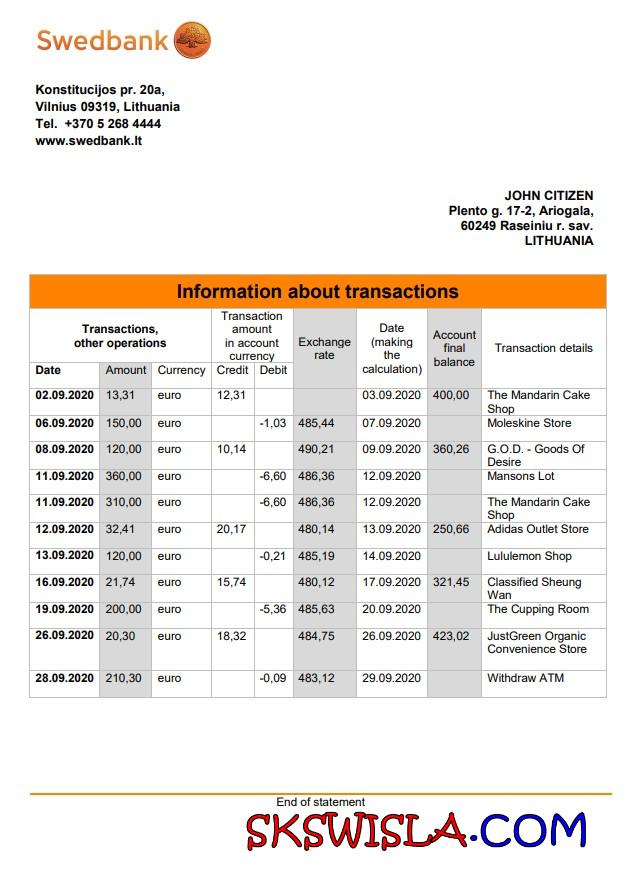 Swedbank
Konstitucijos pr. 20a,
Vilnius 09319, Lithuania
Tel. +370 5 268 4444
www.swedbank.lt
JOHN CITIZEN
Plento g. 17-2, Ariogala,
60249 Raseiniu r. sav.
LITHUANIA
Information about transactions
Transactions,
other operations
Transaction
amount
in account
currency
Exchange
rate
Date
(making
the
calculation)
Account
final
balance
Transaction details
Date Amount Currency Credit Debit
02.09.2020 13,31 euro 12,31 03.09.2020 400,00 The Mandarin Cake
Shop
06.09.2020 150,00 euro -1,03 485,44 07.09.2020 Moleskine Store
08.09.2020 120,00 euro 10,14 490,21 09.09.2020 360,26 G.O.D. - Goods Of
Desire
11.09.2020 360,00 euro -6,60 486,36 12.09.2020 Mansons Lot
11.09.2020 310,00 euro -6,60 486,36 12.09.2020 The Mandarin Cake
Shop
12.09.2020 32,41 euro 20,17 480,14 13.09.2020 250,66 Adidas Outlet Store
13.09.2020 120,00 euro -0,21 485,19 14.09.2020 Lululemon Shop
16.09.2020 21,74 euro 15,74 480,12 17.09.2020 321,45 Classified Sheung
Wan
19.09.2020 200,00 euro -5,36 485,63 20.09.2020 The Cupping Room
26.09.2020 20,30 euro 18,32 484,75 26.09.2020 423,02 JustGreen Organic
Convenience Store
28.09.2020 210,30 euro -0,09 483,12 29.09.2020 Withdraw ATM
End of statement
SKSWISLA.COM